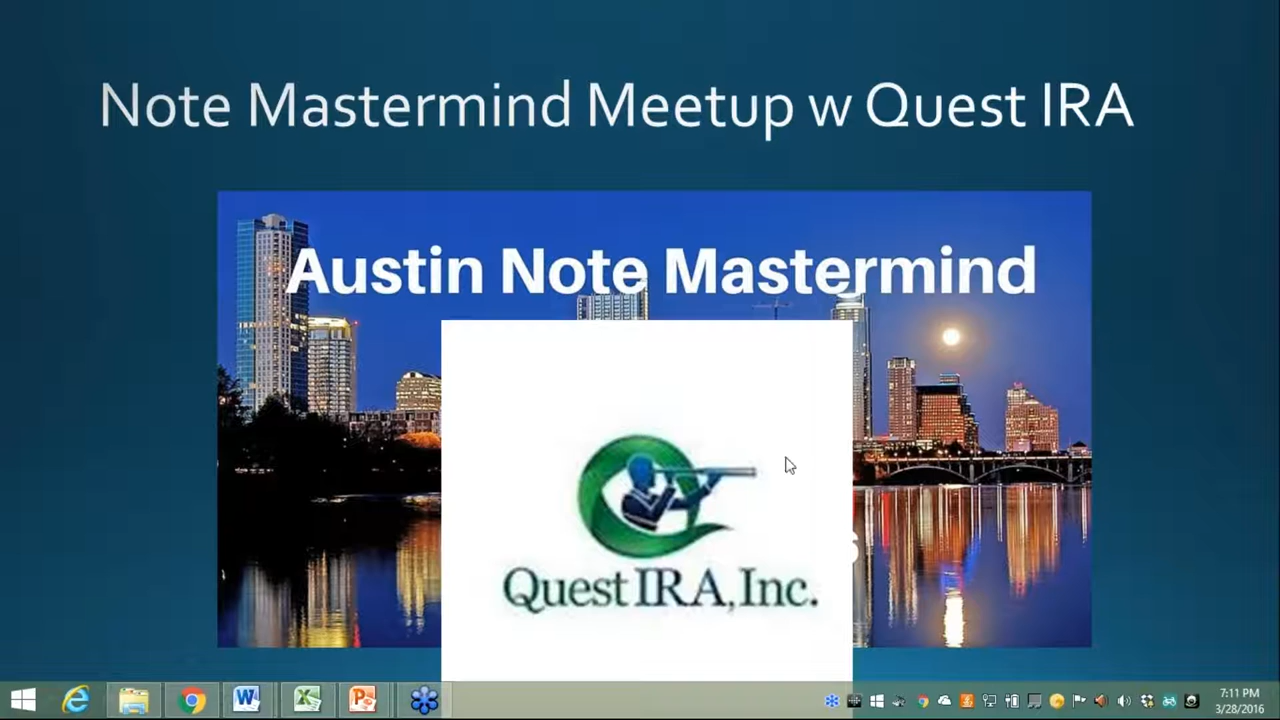 Note Mastermind Meetup w Quest IRA
Austin Note Mastermind
Quest IRA, Inc.
7:11 PM
3/28/2016